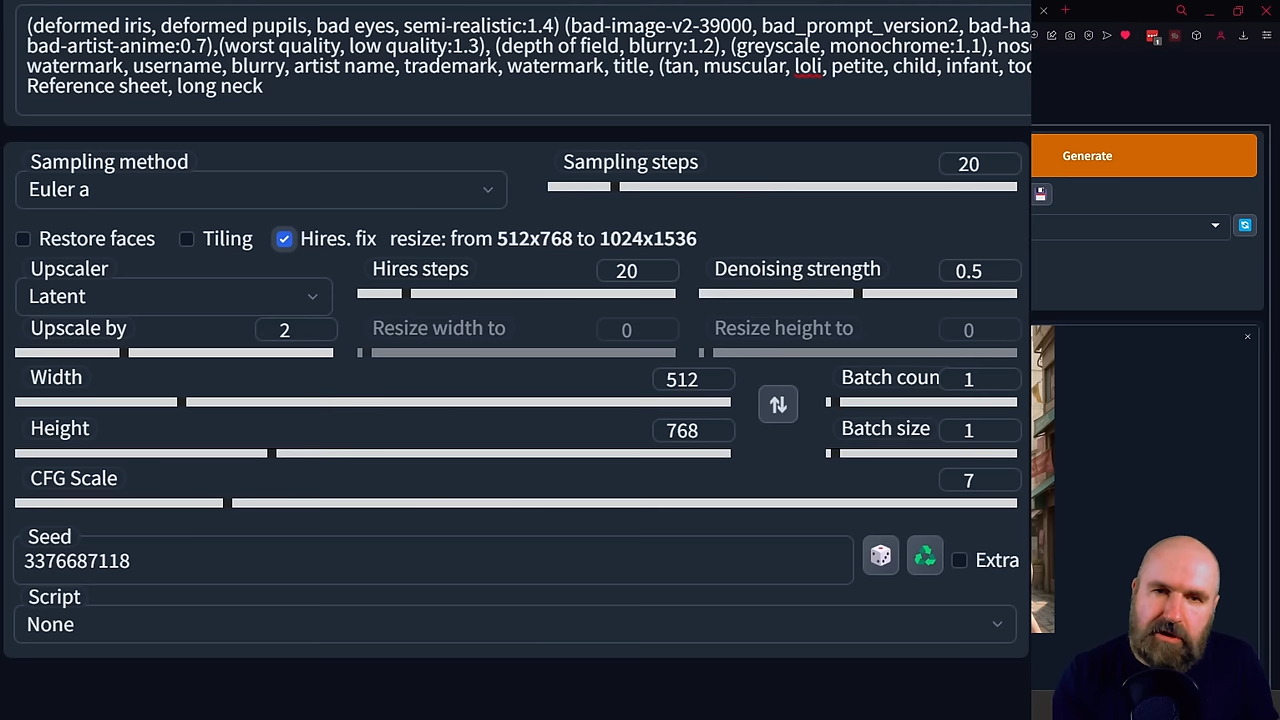 (deformed iris, deformed pupils, bad eyes, semi-realistic:1.4) (bad-image-v2-39000, bad_prompt_version2, bad-ha
bad-artist-anime:0.7),(worst quality, low quality:1.3), (depth of field, blurry:1.2), (greyscale, monochrome:1.1), nose
watermark, username, blurry, artist name, trademark, watermark, title, (tan, muscular, loli, petite, child, infant, tod
Reference sheet, long neck
Generate
Sampling method
Sampling steps
20
Euler a
Restore faces
Tiling
Hires. fix
resize: from 512x768 to 1024x1536
Upscaler
Hires steps
20
Denoising strength
0.5
Latent
Upscale by
2
Resize width to
0
Resize height to
0
Width
512
Batch coun
1
Height
768
Batch size
1
CFG Scale
7
Seed
3376687118
Extra
Script
None